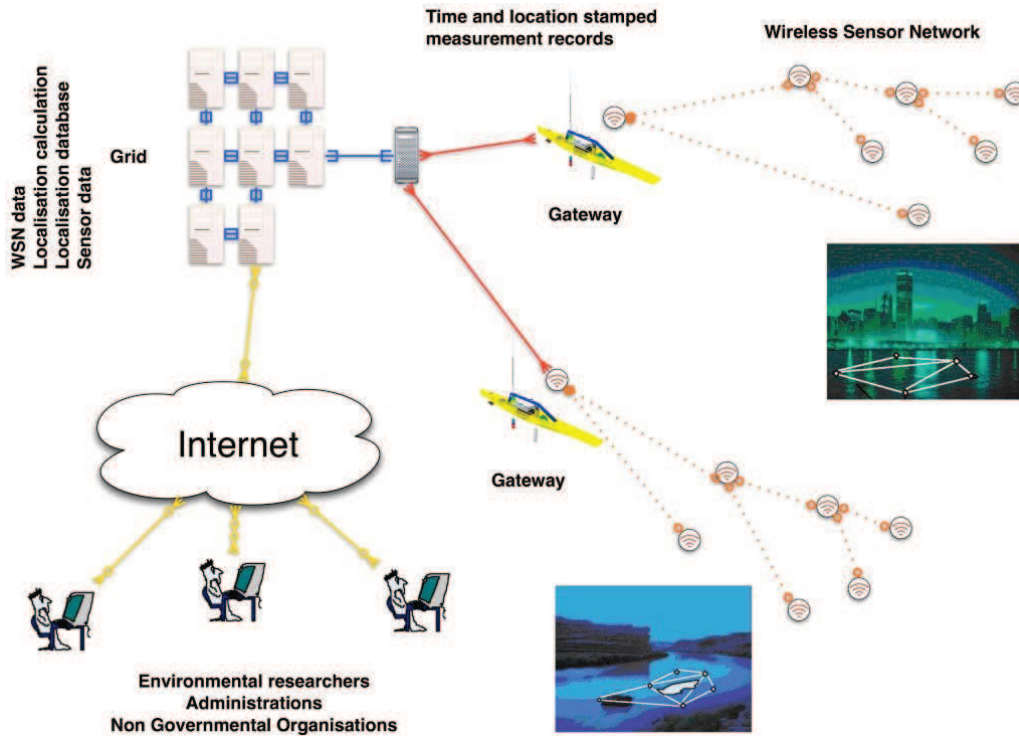 Time and location stamped
measurement records
Wireless Sensor Network
WSN data
Localisation calculation
Localisation database
Sensor data
Grid
Gateway
Internet
Gateway
Environmental researchers
Administrations
Non Governmental Organisations